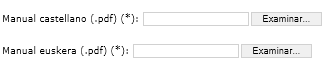 Manual castellano (.pdf) (*): Examinar...
Manual euskera (.pdf) (*): Examinar...